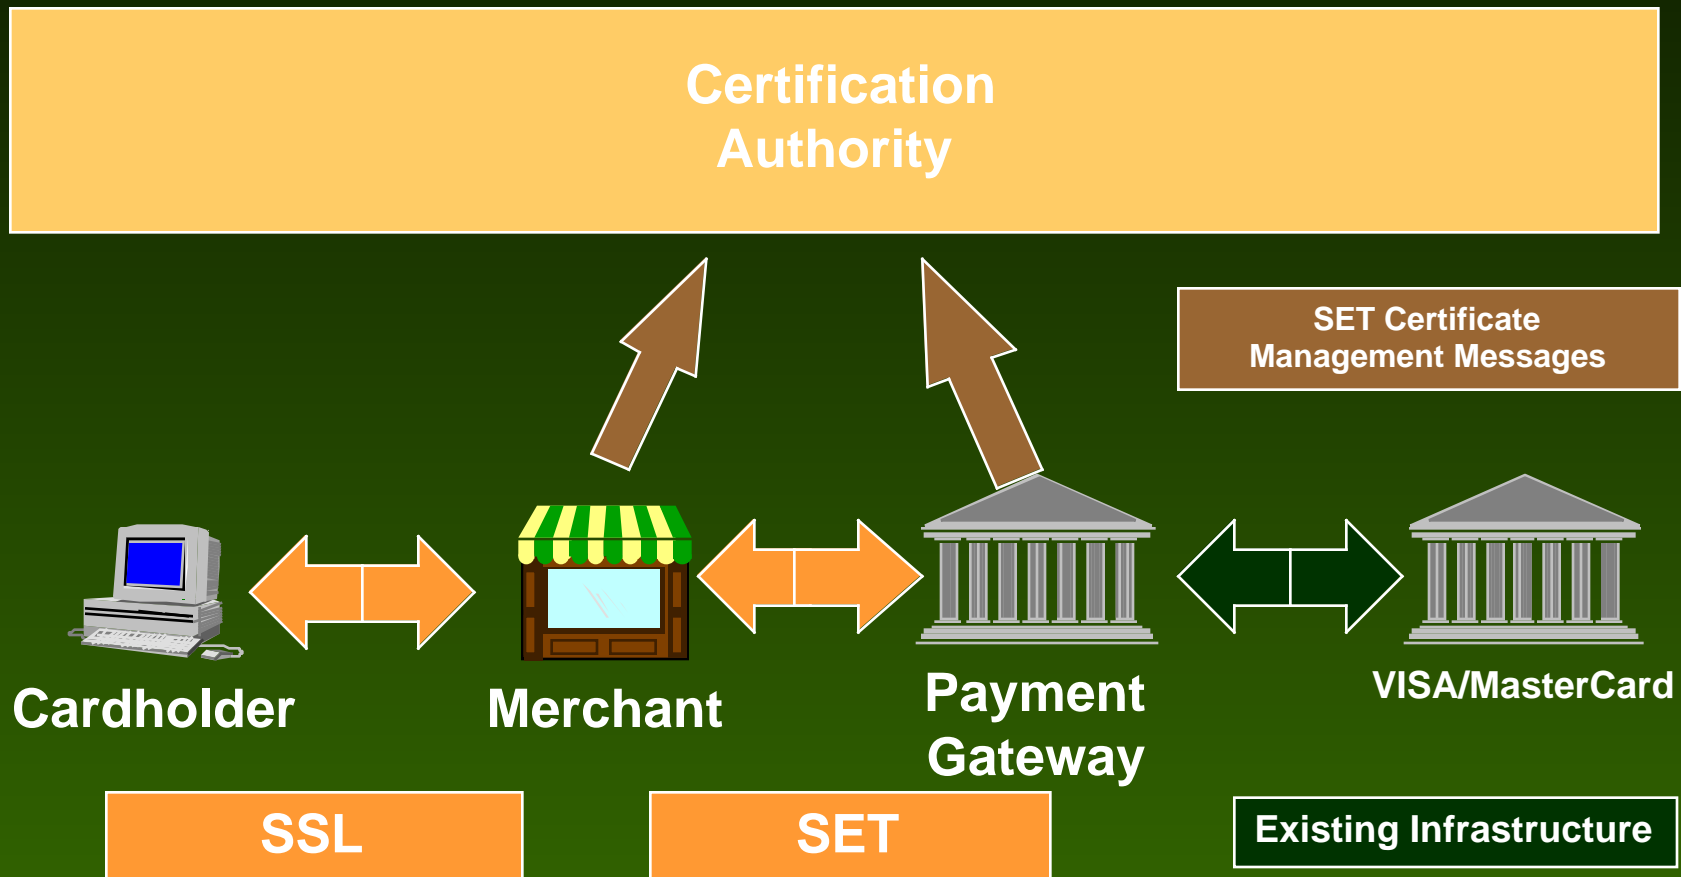 Certification
Authority
SET Certificate
Management Messages
Cardholder
Merchant
Payment
Gateway
VISA/MasterCard
SSL
SET
Existing Infrastructure